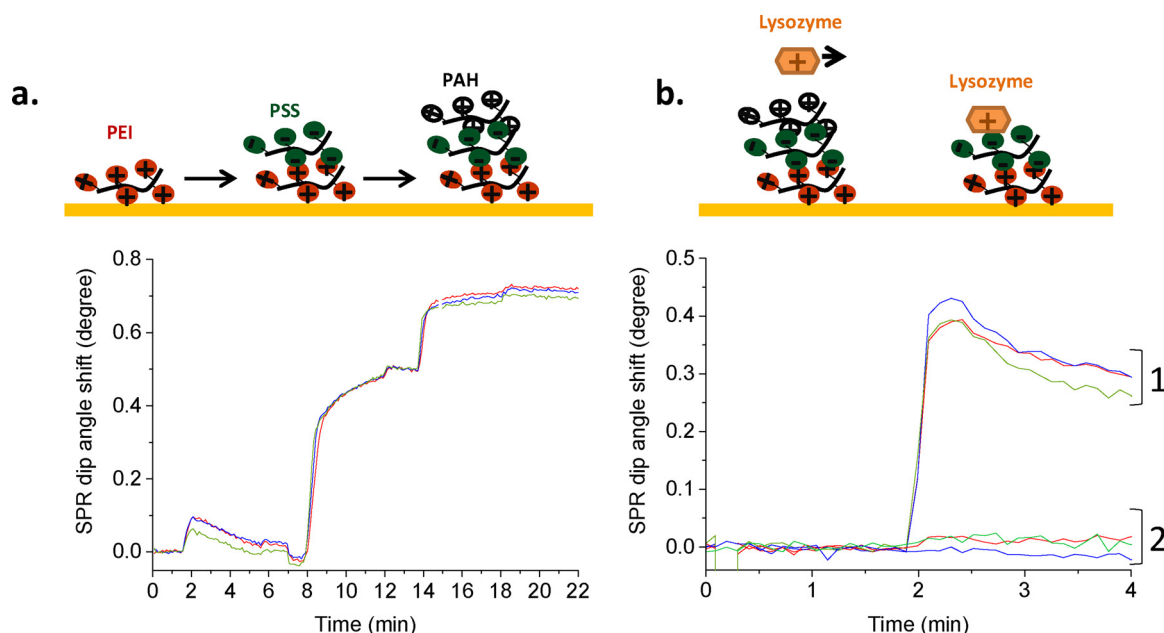 a.
PEI
PSS
PAH
b.
Lysozyme
Lysozyme
+
+
SPR dip angle shift (degree)
0.8
0.6
0.4
0.2
0.0
0 2 4 6 8 10 12 14 16 18 20 22
Time (min)
SPR dip angle shift (degree)
0.5
0.4
0.3
0.2
0.1
0.0
0 1 2 3 4
Time (min)
1
2